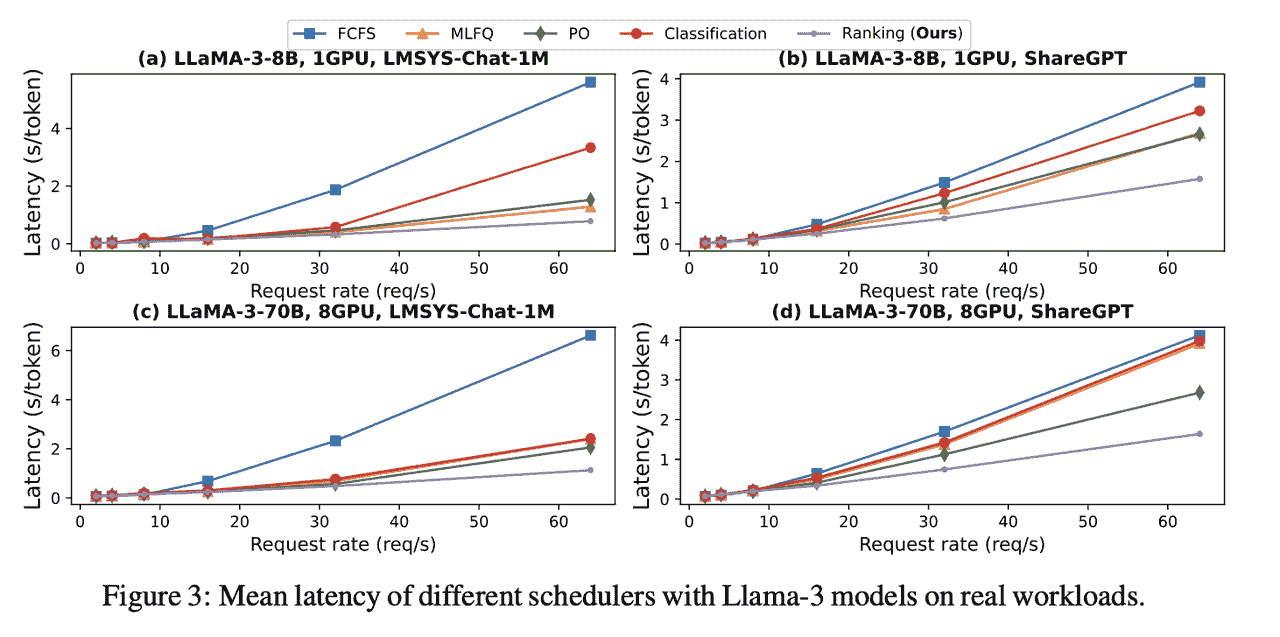 FCFS MLFQ PO Classification Ranking (Ours)
(a) LLaMA-3-8B, 1GPU, LMSYS-Chat-1M
Latency (s/token)
4
2
0
0 10 20 30 40 50 60
Request rate (req/s)
(b) LLaMA-3-8B, 1GPU, ShareGPT
Latency (s/token)
4
3
2
1
0
0 10 20 30 40 50 60
Request rate (req/s)
(c) LLaMA-3-70B, 8GPU, LMSYS-Chat-1M
Latency (s/token)
6
4
2
0
0 10 20 30 40 50 60
Request rate (req/s)
(d) LLaMA-3-70B, 8GPU, ShareGPT
Latency (s/token)
4
3
2
1
0
0 10 20 30 40 50 60
Request rate (req/s)
Figure 3: Mean latency of different schedulers with Llama-3 models on real workloads.